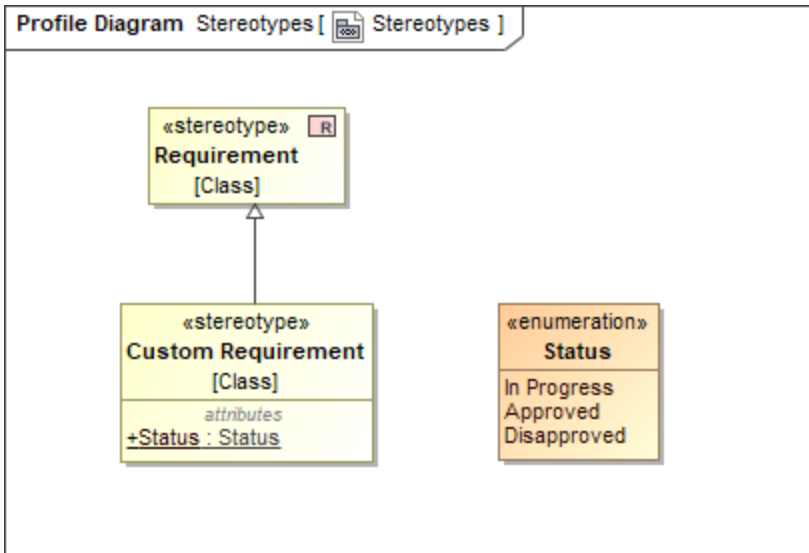 Profile Diagram Stereotypes [ Stereotypes ]
«stereotype» R
Requirement
[Class]
«stereotype»
Custom Requirement
[Class]
attributes
+Status : Status
«enumeration»
Status
In Progress
Approved
Disapproved